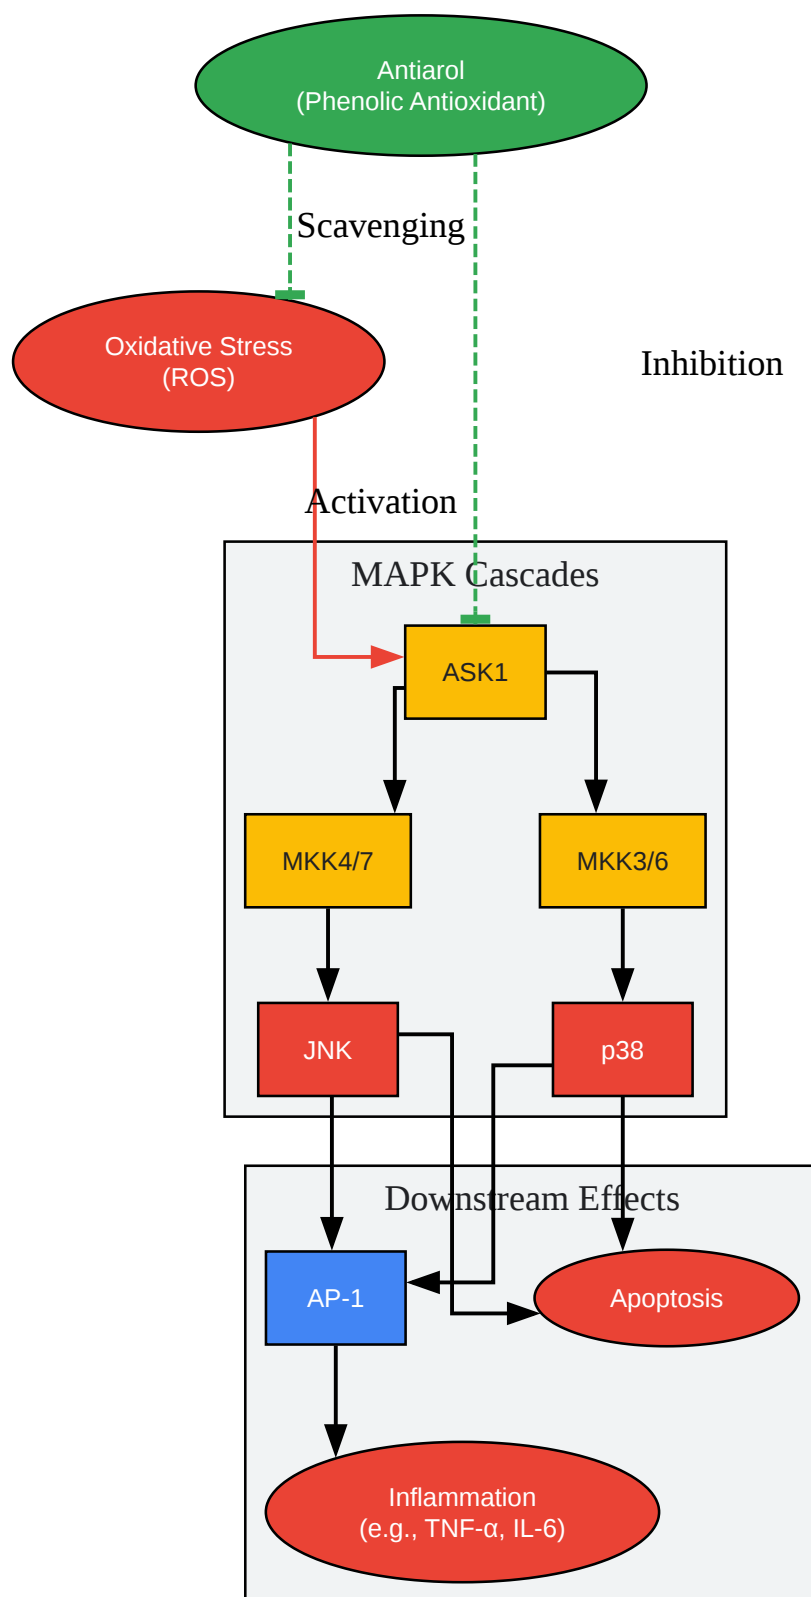 Antiarol
(Phenolic Antioxidant)
Scavenging
Oxidative Stress
(ROS)
Inhibition
Activation
MAPK Cascades
ASK1
MKK4/7
MKK3/6
JNK
p38
Downstream Effects
AP-1
Apoptosis
Inflammation
(e.g., TNF-α, IL-6)